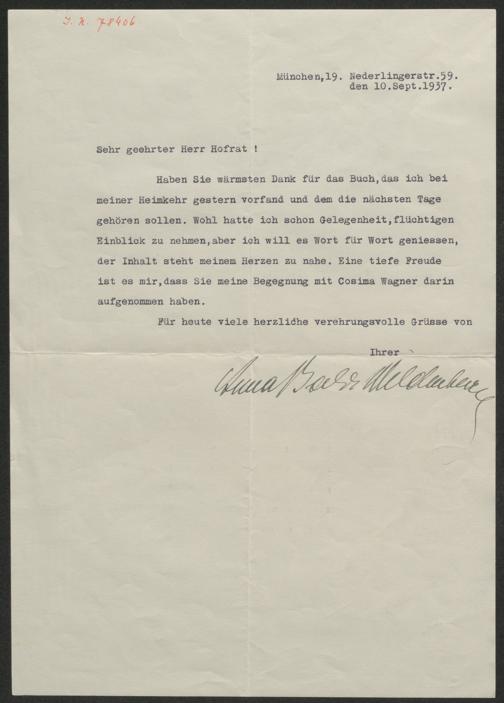 I. N. 78406
München,19. Nederlingerstr.59.
den 10.Sept.1937.
Sehr geehrter Herr Hofrat !
Haben Sie wärmsten Dank für das Buch,das ich bei
meiner Heimkehr gestern vorfand und dem die nächsten Tage
gehören sollen. Wohl hatte ich schon Gelegenheit,flüchtigen
Einblick zu nehmen,aber ich will es Wort für Wort geniessen,
der Inhalt steht meinem Herzen zu nahe. Eine tiefe Freude
ist es mir,dass Sie meine Begegnung mit Cosima Wagner darin
aufgenommen haben.
Für heute viele herzlidhe verehrungsvolle Grüsse von
Ihrer
Anna Bahr Mildenburg